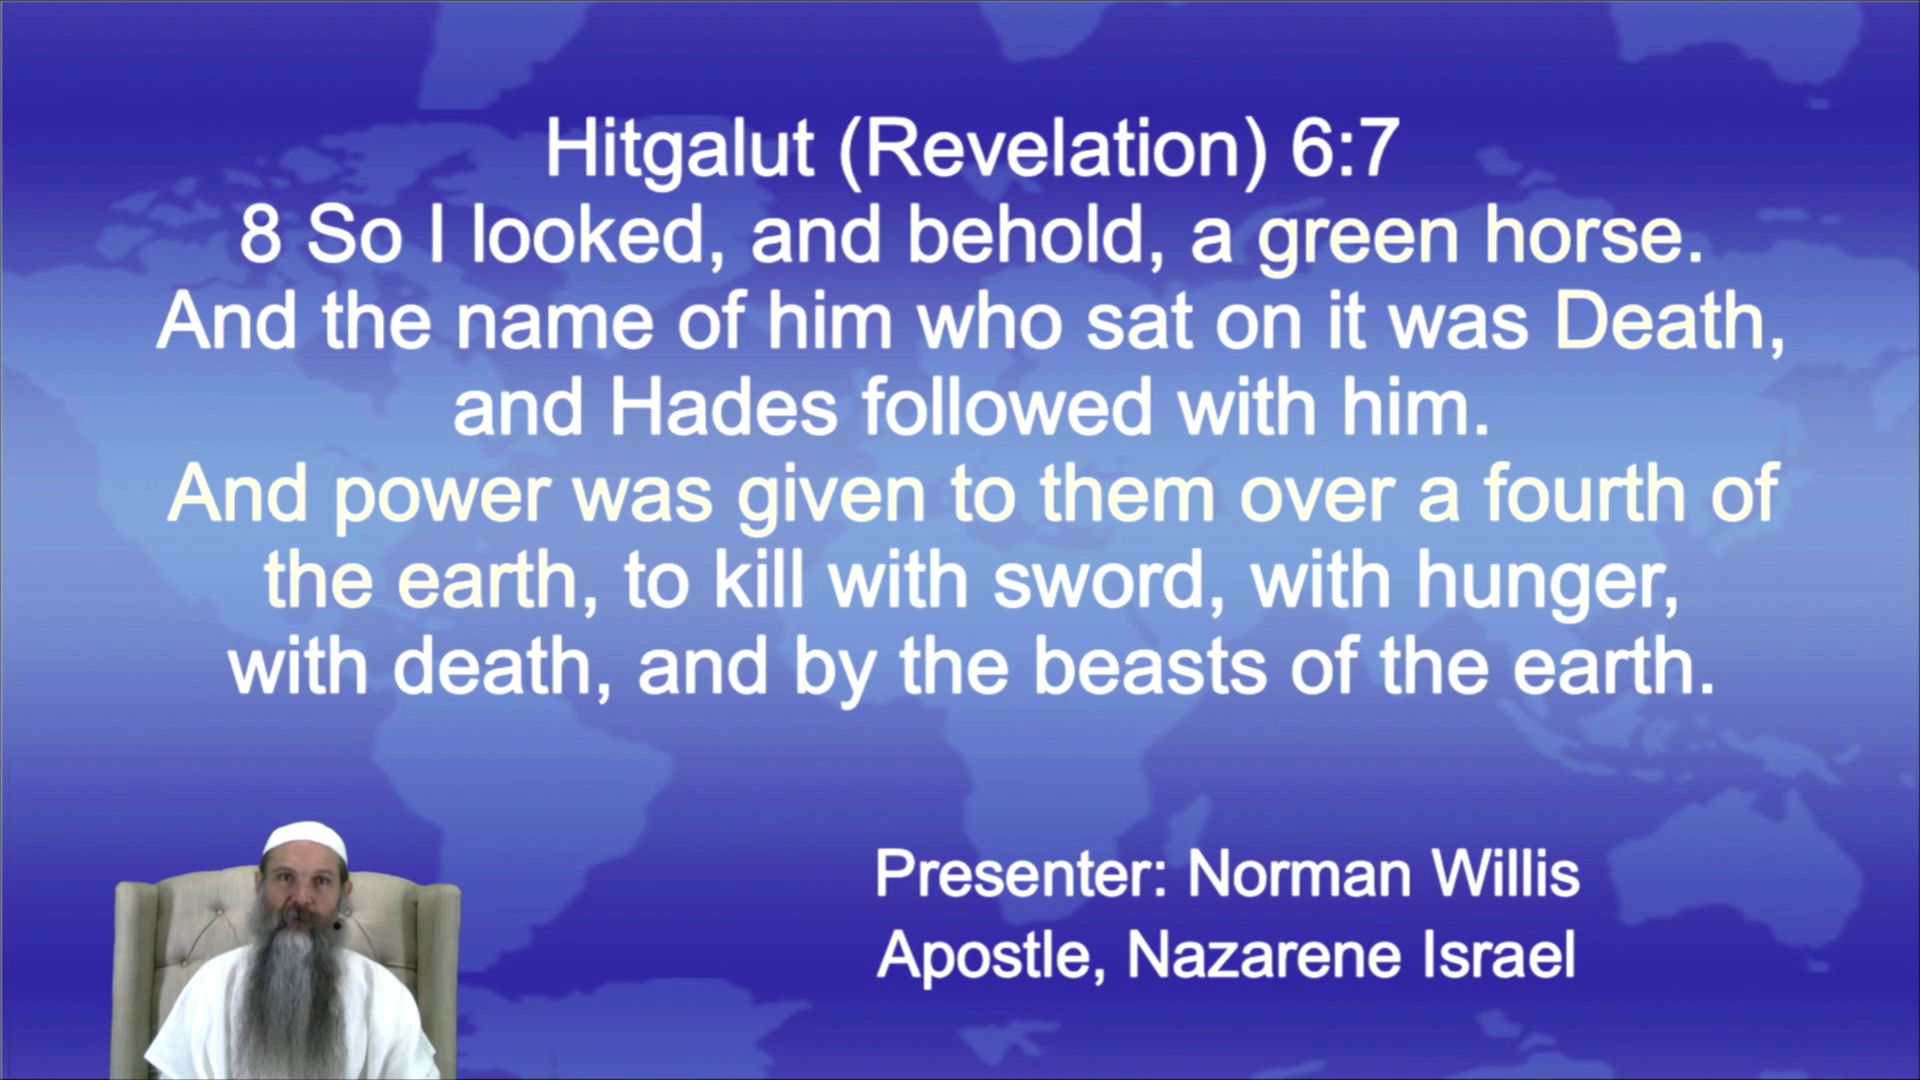 Hitgalut (Revelation) 6:7
8 So I looked, and behold, a green horse.
And the name of him who sat on it was Death,
and Hades followed with him.
And power was given to them over a fourth of
the earth, to kill with sword, with hunger,
with death, and by the beasts of the earth.
Presenter: Norman Willis
Apostle, Nazarene Israel